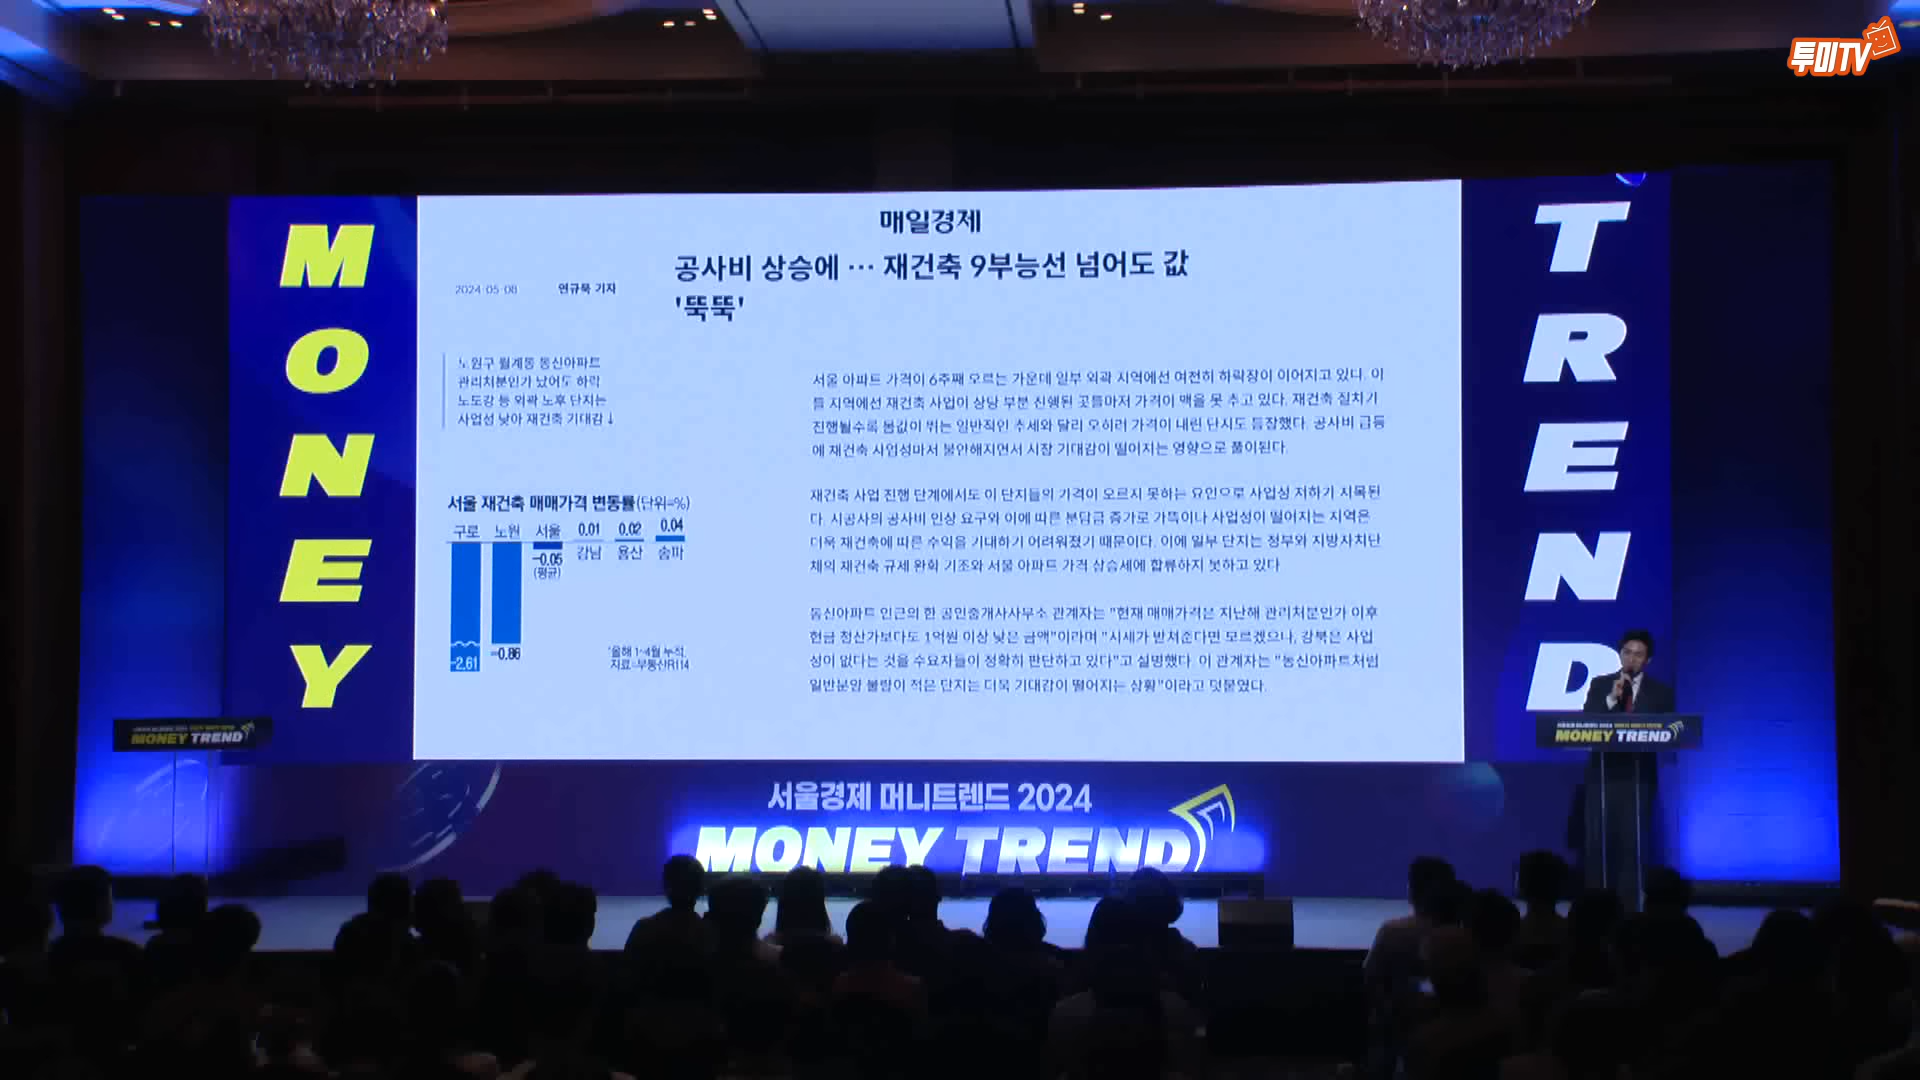 투미TV
MONEY
TREND
매일경제
공사비 상승에 … 재건축 9부능선 넘어도 값
'뚝뚝'
2024·05·08 연규욱 기자
노원구 월계동 동신아파트
관리처분인가 났어도 하락
노도강 등 외곽 노후 단지는
사업성 낮아 재건축 기대감↓
서울 아파트 가격이 6주째 오르는 가운데 일부 외곽 지역에선 여전히 하락장이 이어지고 있다. 이
들 지역에선 재건축 사업이 상당 부분 진행된 곳들마저 가격이 맥을 못 추고 있다. 재건축 절차가
진행될수록 몸값이 뛰는 일반적인 추세와 달리 오히려 가격이 내린 단지도 등장했다. 공사비 급등
에 재건축 사업성마저 불안해지면서 시장 기대감이 떨어지는 영향으로 풀이된다.
재건축 사업 진행 단계에서도 이 단지들의 가격이 오르지 못하는 요인으로 사업성 저하가 지목된
다. 시공사의 공사비 인상 요구와 이에 따른 분담금 증가로 가뜩이나 사업성이 떨어지는 지역은
더욱 재건축에 따른 수익을 기대하기 어려워졌기 때문이다. 이에 일부 단지는 정부와 지방자치단
체의 재건축 규제 완화 기조와 서울 아파트 가격 상승세에 합류하지 못하고 있다
동신아파트 인근의 한 공인중개사사무소 관계자는 "현재 매매가격은 지난해 관리처분인가 이후
현금 청산가보다도 1억원 이상 낮은 금액"이라며 "시세가 받쳐준다면 모르겠으나, 강북은 사업
성이 없다는 것을 수요자들이 정확히 판단하고 있다"고 설명했다. 이 관계자는 "동신아파트처럼
일반분양 물량이 적은 단지는 더욱 기대감이 떨어지는 상황"이라고 덧붙였다.
서울 재건축 매매가격 변동률(단위=%)
구로 노원 서울 0.01 0.02 0.04
-0.05 강남 용산 송파
(평균)
-2.61 -0.86
*올해 1~4월 누적,
자료=부동산R114
MONEY TREND
MONEY TREND
서울경제 머니트렌드 2024
MONEY TREND